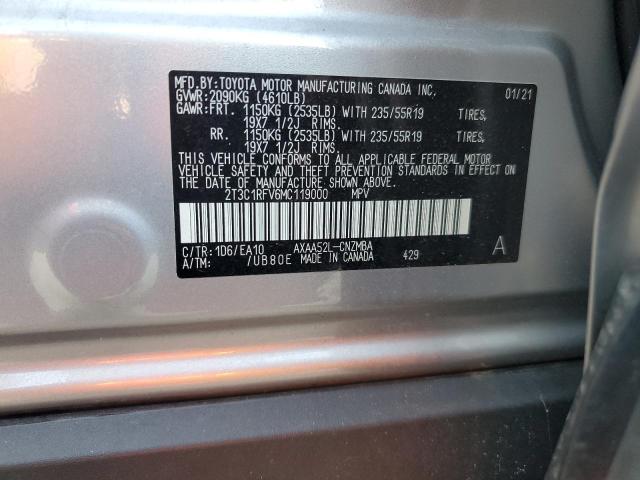 MFD.BY:TOYOTA MOTOR MANUFACTURING CANADA INC. 01/21
GVWR:2090KG (4610LB)
GAWR:FRT. 1150KG (2535LB) WITH 235/55R19 TIRES,
19X7 1/2J RIMS.
RR. 1150KG (2535LB) WITH 235/55R19 TIRES,
19X7 1/2J RIMS.
THIS VEHICLE CONFORMS TO ALL APPLICABLE FEDERAL MOTOR
VEHICLE SAFETY AND THEFT PREVENTION STANDARDS IN EFFECT
ON THE DATE OF MANUFACTURE SHOWN ABOVE.
2T3C1RFV6MC119000 MPV
C/TR:1D6/EA10 AXAA52L-CNZMBA A
A/TM: /UB80E MADE IN CANADA 429